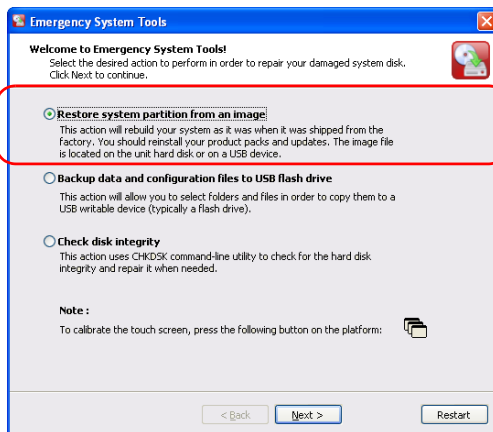 Emergency System Tools
Welcome to Emergency System Tools!
Select the desired action to perform in order to repair your damaged system disk.
Click Next to continue.
Restore system partition from an image
This action will rebuild your system as it was when it was shipped from the
factory. You should reinstall your product packs and updates. The image file
is located on the unit hard disk or on a USB device.
Backup data and configuration files to USB flash drive
This action will allow you to select folders and files in order to copy them to a
USB writable device (typically a flash drive).
Check disk integrity
This action uses CHKDSK command-line utility to check for the hard disk
integrity and repair it when needed.
Note :
To calibrate the touch screen, press the following button on the platform:
< Back
Next >
Restart